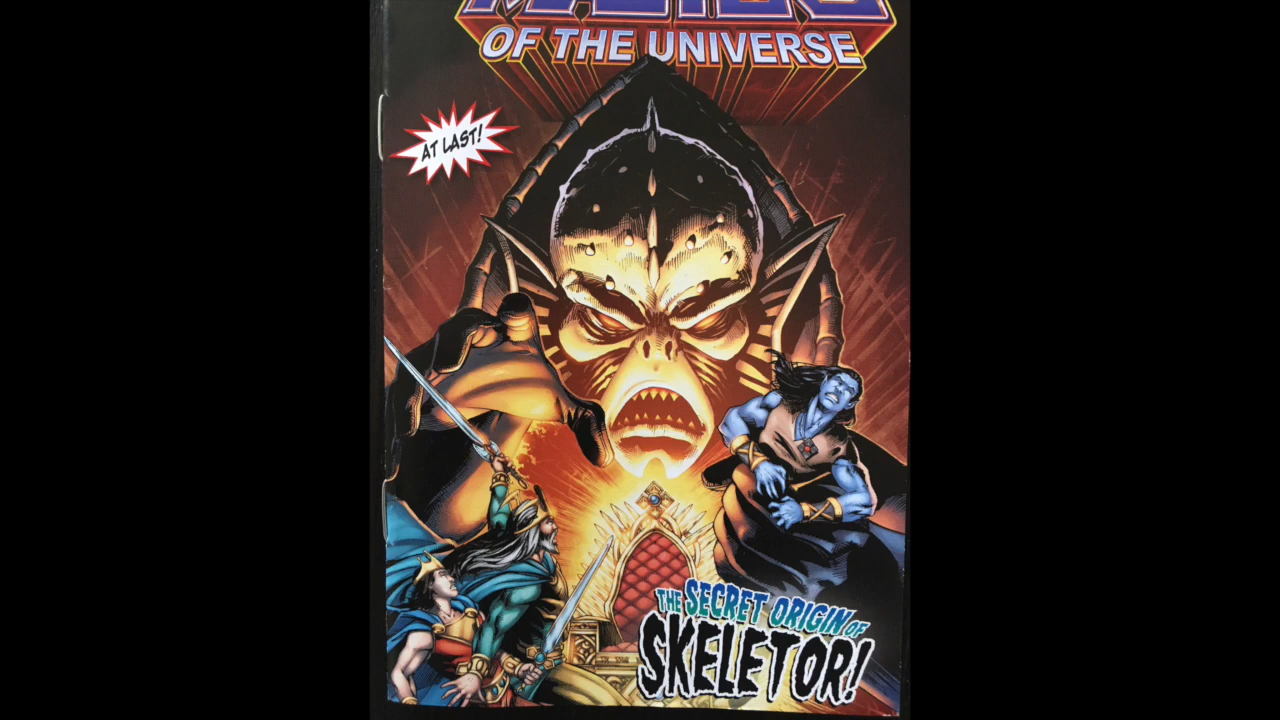 OF THE UNIVERSE
AT LAST!
THE SECRET ORIGIN OF
SKELETOR!